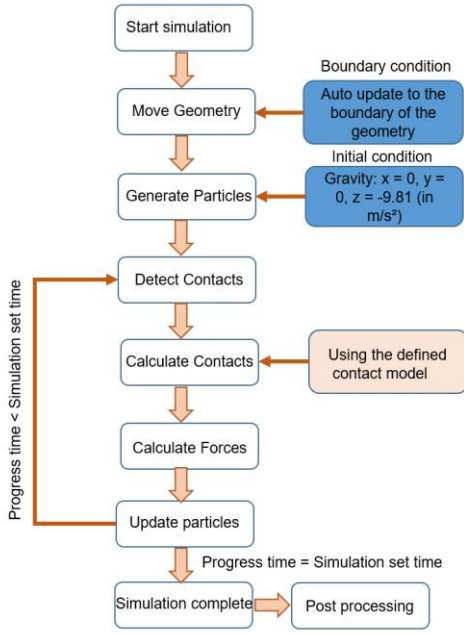 Start simulation
Boundary condition
Move Geometry
Auto update to the
boundary of the
geometry
Initial condition
Generate Particles
Gravity: x = 0, y =
0, z = -9.81 (in
m/s²)
Detect Contacts
Calculate Contacts
Using the defined
contact model
Calculate Forces
Progress time < Simulation set time
Update particles
Progress time = Simulation set time
Simulation complete
Post processing